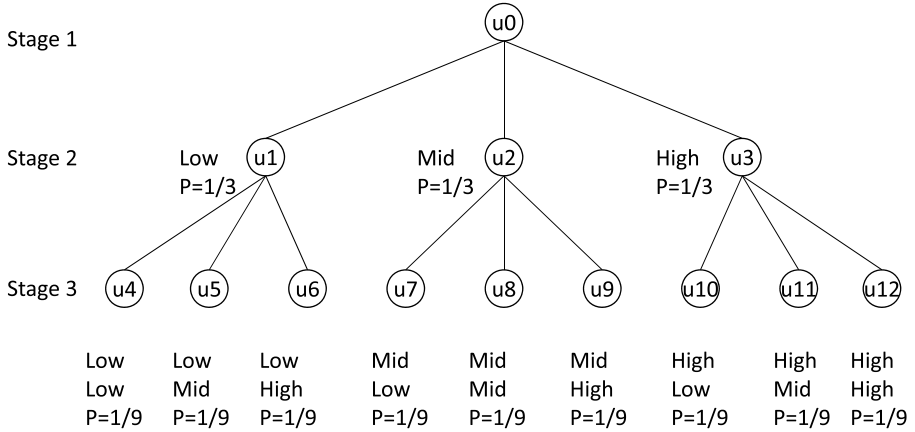 Stage 1
u0
Stage 2
Low
P=1/3
u1
Mid
P=1/3
u2
High
P=1/3
u3
Stage 3
u4
u5
u6
u7
u8
u9
u10
u11
u12
Low
Low
P=1/9
Low
Mid
P=1/9
Low
High
P=1/9
Mid
Low
P=1/9
Mid
Mid
P=1/9
Mid
High
P=1/9
High
Low
P=1/9
High
Mid
P=1/9
High
High
P=1/9